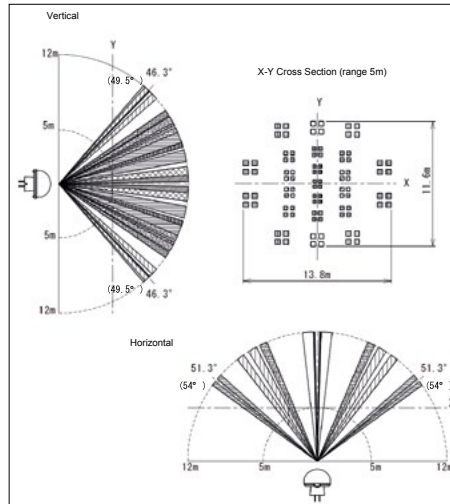 Vertical
Y
12m
(49.5°)
46.3°
5m
5m
(49.5°)
46.3°
12m
X-Y Cross Section (range 5m)
Y
X
11.6m
13.8m
Horizontal
51.3°
(54°)
51.3°
(54°)
12m
5m
5m
12m